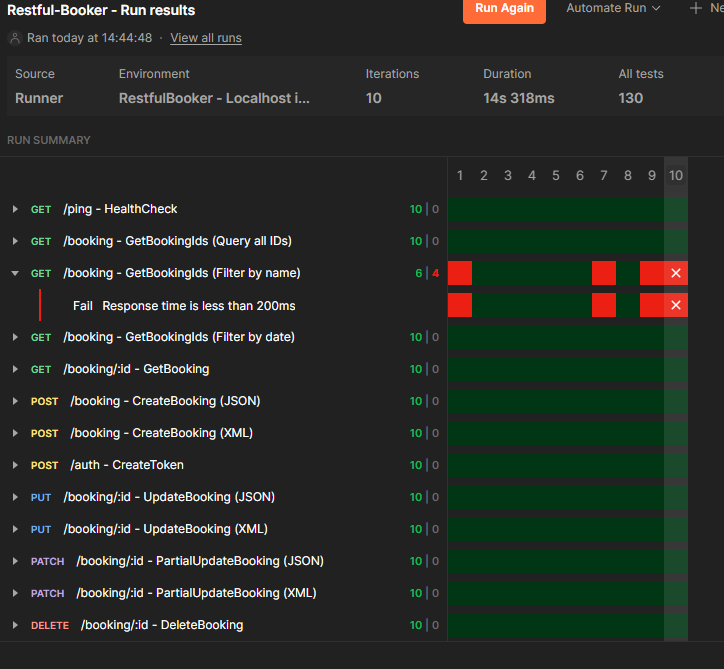 Restful-Booker - Run results
Run Again
Automate Run
Ne
Ran today at 14:44:48 · View all runs
Source Environment Iterations Duration All tests
Runner RestfulBooker - Localhost i... 10 14s 318ms 130
RUN SUMMARY
1 2 3 4 5 6 7 8 9 10
GET /ping - HealthCheck 10 | 0
GET /booking - GetBookingIds (Query all IDs) 10 | 0
GET /booking - GetBookingIds (Filter by name) 6 | 4
Fail Response time is less than 200ms
GET /booking - GetBookingIds (Filter by date) 10 | 0
GET /booking/:id - GetBooking 10 | 0
POST /booking - CreateBooking (JSON) 10 | 0
POST /booking - CreateBooking (XML) 10 | 0
POST /auth - CreateToken 10 | 0
PUT /booking/:id - UpdateBooking (JSON) 10 | 0
PUT /booking/:id - UpdateBooking (XML) 10 | 0
PATCH /booking/:id - PartialUpdateBooking (JSON) 10 | 0
PATCH /booking/:id - PartialUpdateBooking (XML) 10 | 0
DELETE /booking/:id - DeleteBooking 10 | 0